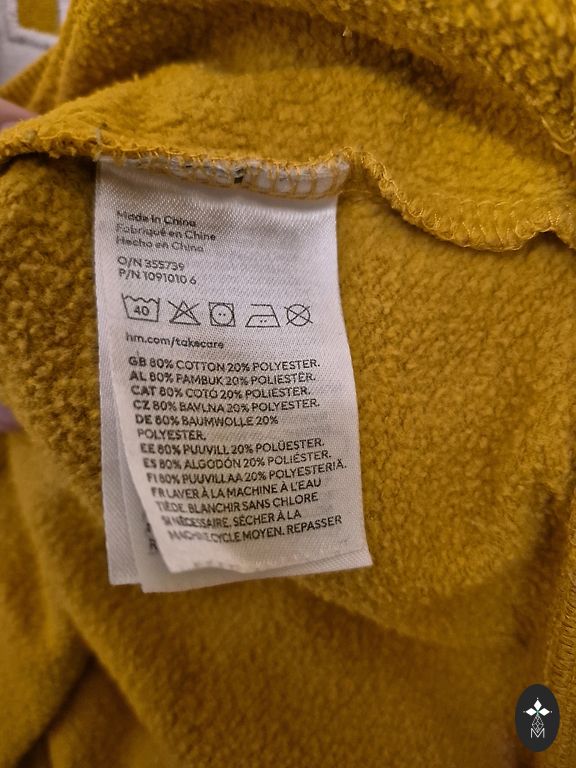 Made in China
Fabriqué en Chine
Hecho en China
O/N 355739
P/N 1091010 6
40
hm.com/takecare
GB 80% COTTON 20% POLYESTER.
AL 80% PAMBUK 20% POLIESTËR.
CAT 80% COTÓ 20% POLIÈSTER.
CZ 80% BAVLNA 20% POLYESTER.
DE 80% BAUMWOLLE 20%
POLYESTER.
EE 80% PUUVILL 20% POLÜESTER.
ES 80% ALGODÓN 20% POLIÉSTER.
FI 80% PUUVILLAA 20% POLYESTERIÄ.
FR LAVER À LA MACHINE À L'EAU
TIÈDE. BLANCHIR SANS CHLORE
SI NÉCESSAIRE. SÉCHER À LA
MACHINE, CYCLE MOYEN. REPASSER
M